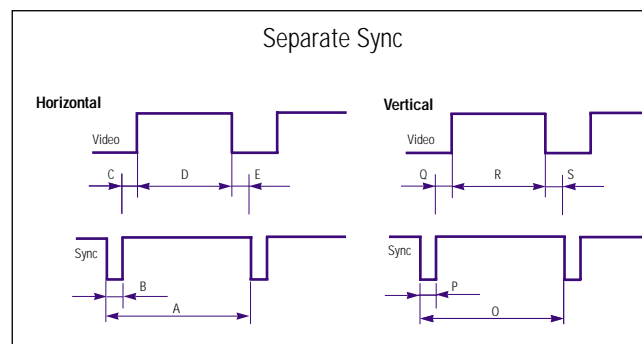 Separate Sync
Horizontal
Vertical
Video
Video
C
D
E
Q
R
S
Sync
Sync
B
P
A
O